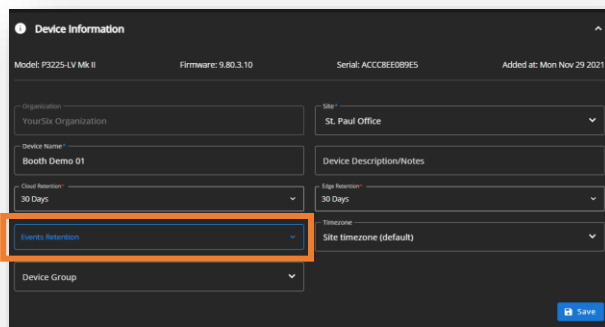 Device Information
Model: P3225-LV Mk II Firmware: 9.80.3.10 Serial: ACCC8EE0B9E5 Added at: Mon Nov 29 2021
Organization Site*
YourSix Organization St. Paul Office
Device Name*
Booth Demo 01 Device Description/Notes
Cloud Retention* Edge Retention*
30 Days 30 Days
Timezone
Events Retention Site timezone (default)
Device Group
Save